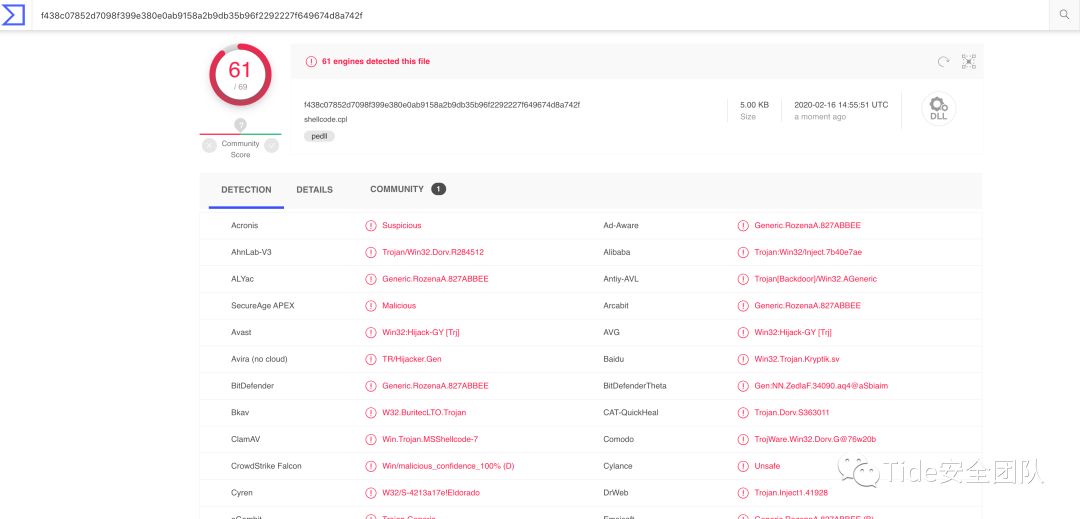 f438c07852d7098f399e380e0ab9158a2b9db35b96f2292227f649674d8a742f
61
/ 69
?
Community
Score
61 engines detected this file
f438c07852d7098f399e380e0ab9158a2b9db35b96f2292227f649674d8a742f
shellcode.cpl
pedll
5.00 KB
Size
2020-02-16 14:55:51 UTC
a moment ago
DLL
DETECTION DETAILS COMMUNITY 1
Acronis Suspicious Ad-Aware Generic.RozenaA.827ABBEE
AhnLab-V3 Trojan/Win32.Dorv.R284512 Alibaba Trojan:Win32/Inject.7b40e7ae
ALYac Generic.RozenaA.827ABBEE Antiy-AVL Trojan[Backdoor]/Win32.AGeneric
SecureAge APEX Malicious Arcabit Generic.RozenaA.827ABBEE
Avast Win32:Hijack-GY [Trj] AVG Win32:Hijack-GY [Trj]
Avira (no cloud) TR/Hijacker.Gen Baidu Win32.Trojan.Kryptik.sv
BitDefender Generic.RozenaA.827ABBEE BitDefenderTheta Gen:NN.ZedlaF.34090.aq4@aSbiaim
Bkav W32.BuritecLTO.Trojan CAT-QuickHeal Trojan.Dorv.S363011
ClamAV Win.Trojan.MSShellcode-7 Comodo TrojWare.Win32.Dorv.G@76w20b
CrowdStrike Falcon Win/malicious_confidence_100% (D) Cylance Unsafe
Cyren W32/S-4213a17e!Eldorado DrWeb Trojan.Inject1.41928
eGambit Trojan.Generic Emsisoft Generic.RozenaA.827ABBEE (B)
Tide安全团队